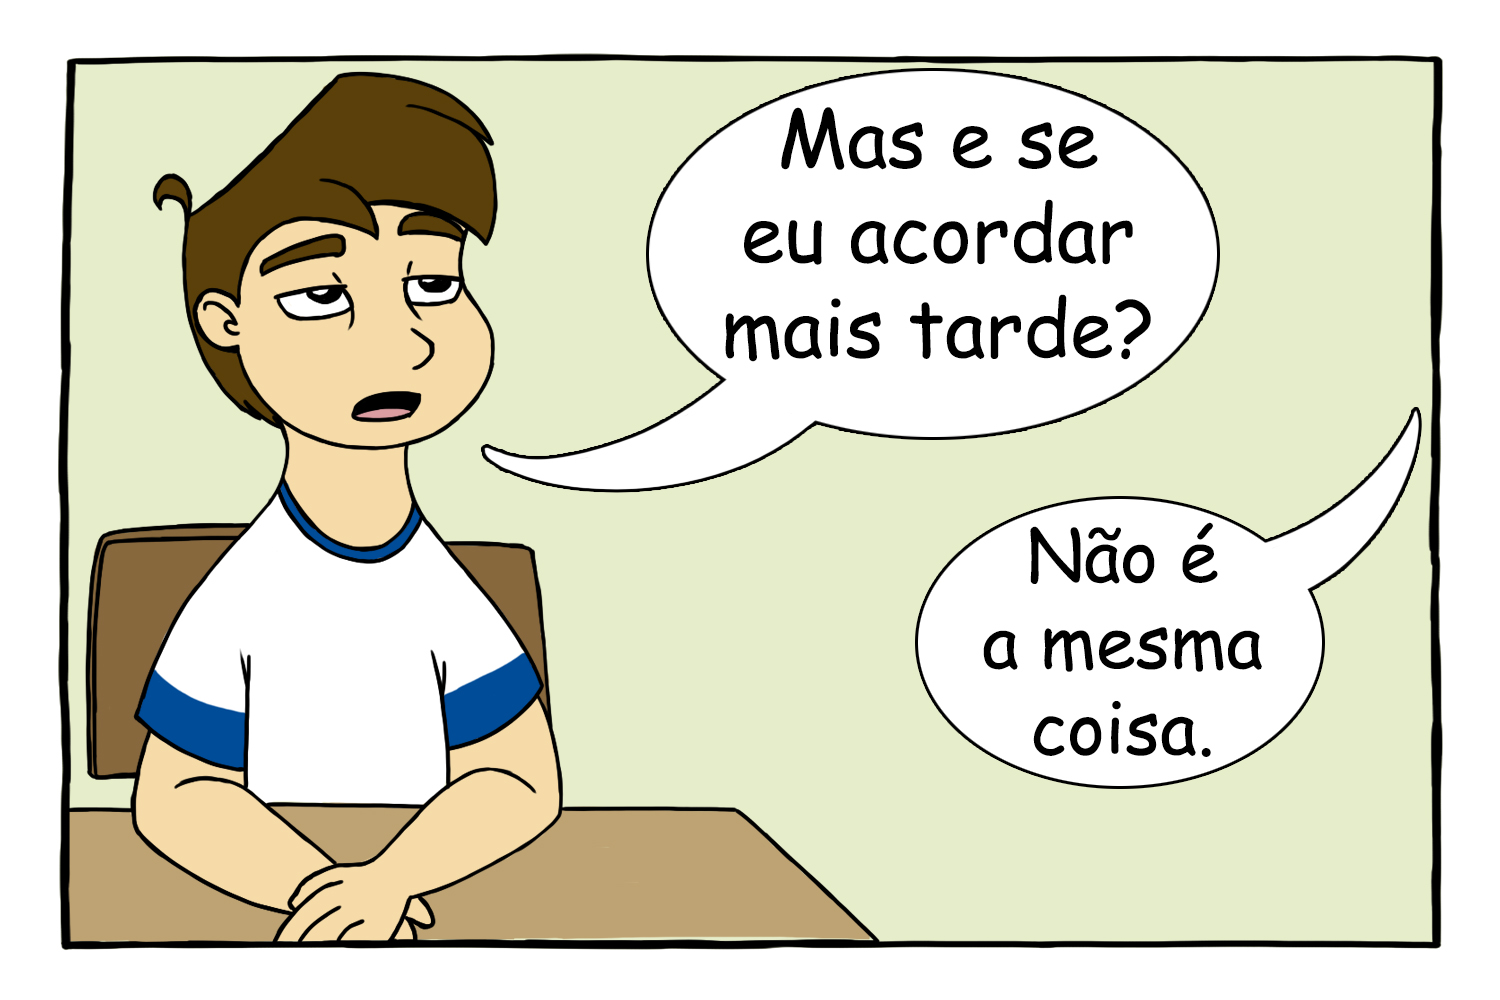 Mas e se
eu acordar
mais tarde?
Não é
a mesma
coisa.